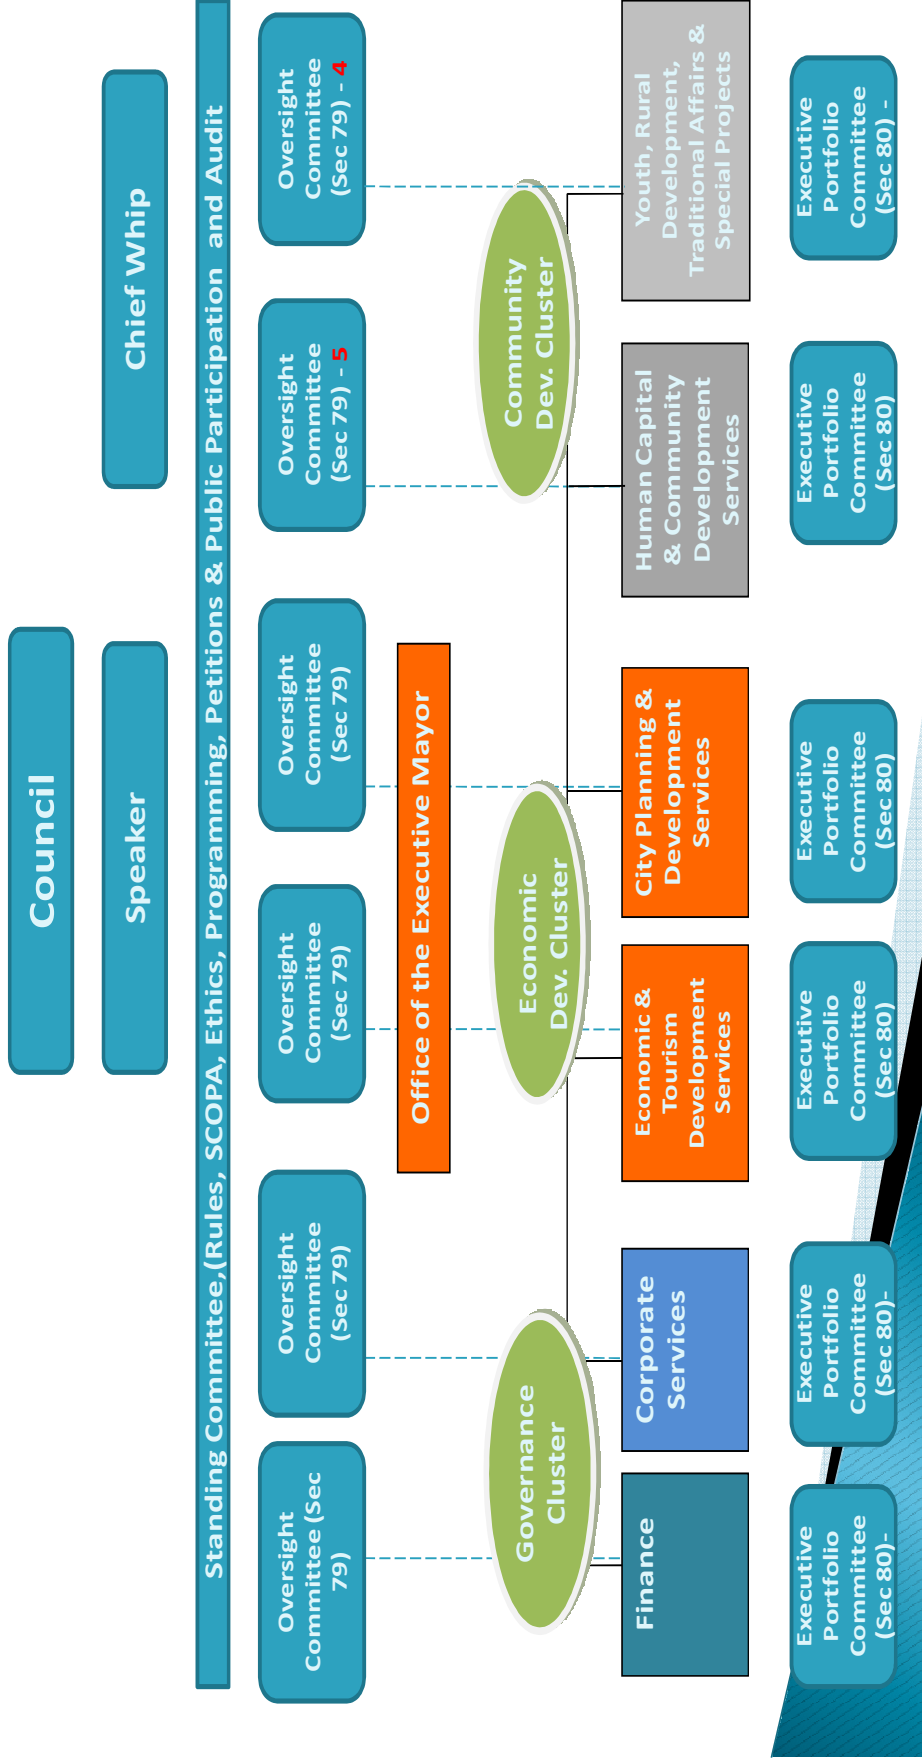 Council
Speaker
Chief Whip
Standing Committee,(Rules, SCOPA, Ethics, Programming, Petitions & Public Participation and Audit
Oversight
Committee (Sec
79)
Oversight
Committee
(Sec 79)
Oversight
Committee
(Sec 79)
Oversight
Committee
(Sec 79)
Oversight
Committee
(Sec 79) – 5
Oversight
Committee
(Sec 79) – 4
Office of the Executive Mayor
Governance
Cluster
Economic
Dev. Cluster
Community
Dev. Cluster
Finance
Corporate
Services
Economic &
Tourism
Development
Services
City Planning &
Development
Services
Human Capital
& Community
Development
Services
Youth, Rural
Development,
Traditional Affairs &
Special Projects
Executive
Portfolio
Committee
(Sec 80)–
Executive
Portfolio
Committee
(Sec 80)–
Executive
Portfolio
Committee
(Sec 80)
Executive
Portfolio
Committee
(Sec 80)
Executive
Portfolio
Committee
(Sec 80)
Executive
Portfolio
Committee
(Sec 80) –